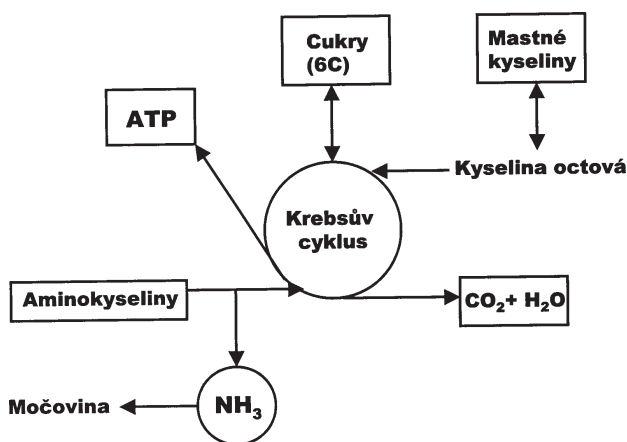 Cukry
(6C)
Mastné
kyseliny
ATP
Kyselina octová
Krebsův
cyklus
Aminokyseliny
CO₂+ H₂O
Močovina
NH₃